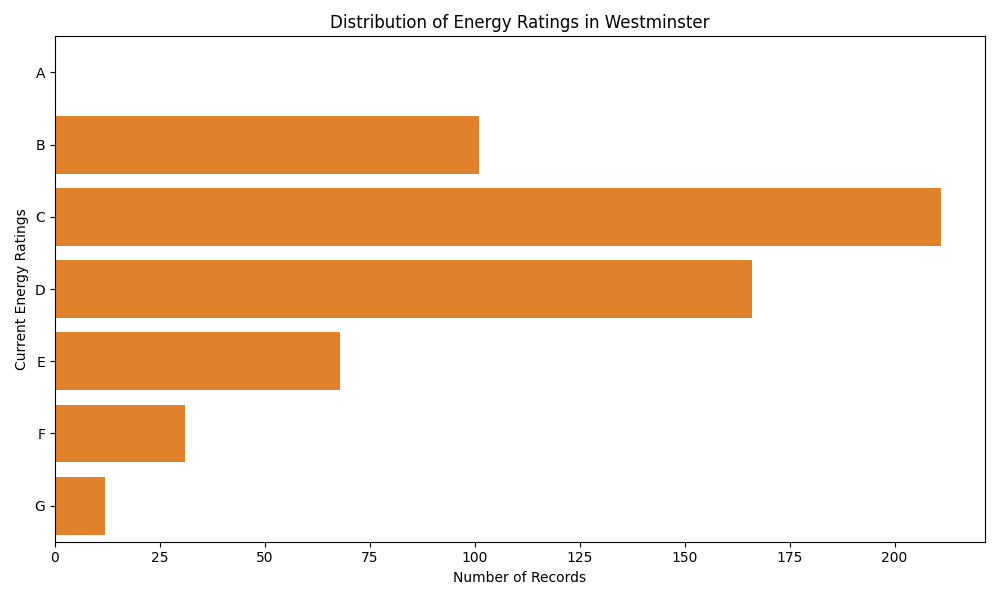 Distribution of Energy Ratings in Westminster
Current Energy Ratings
A
B
C
D
E
F
G
0 25 50 75 100 125 150 175 200
Number of Records